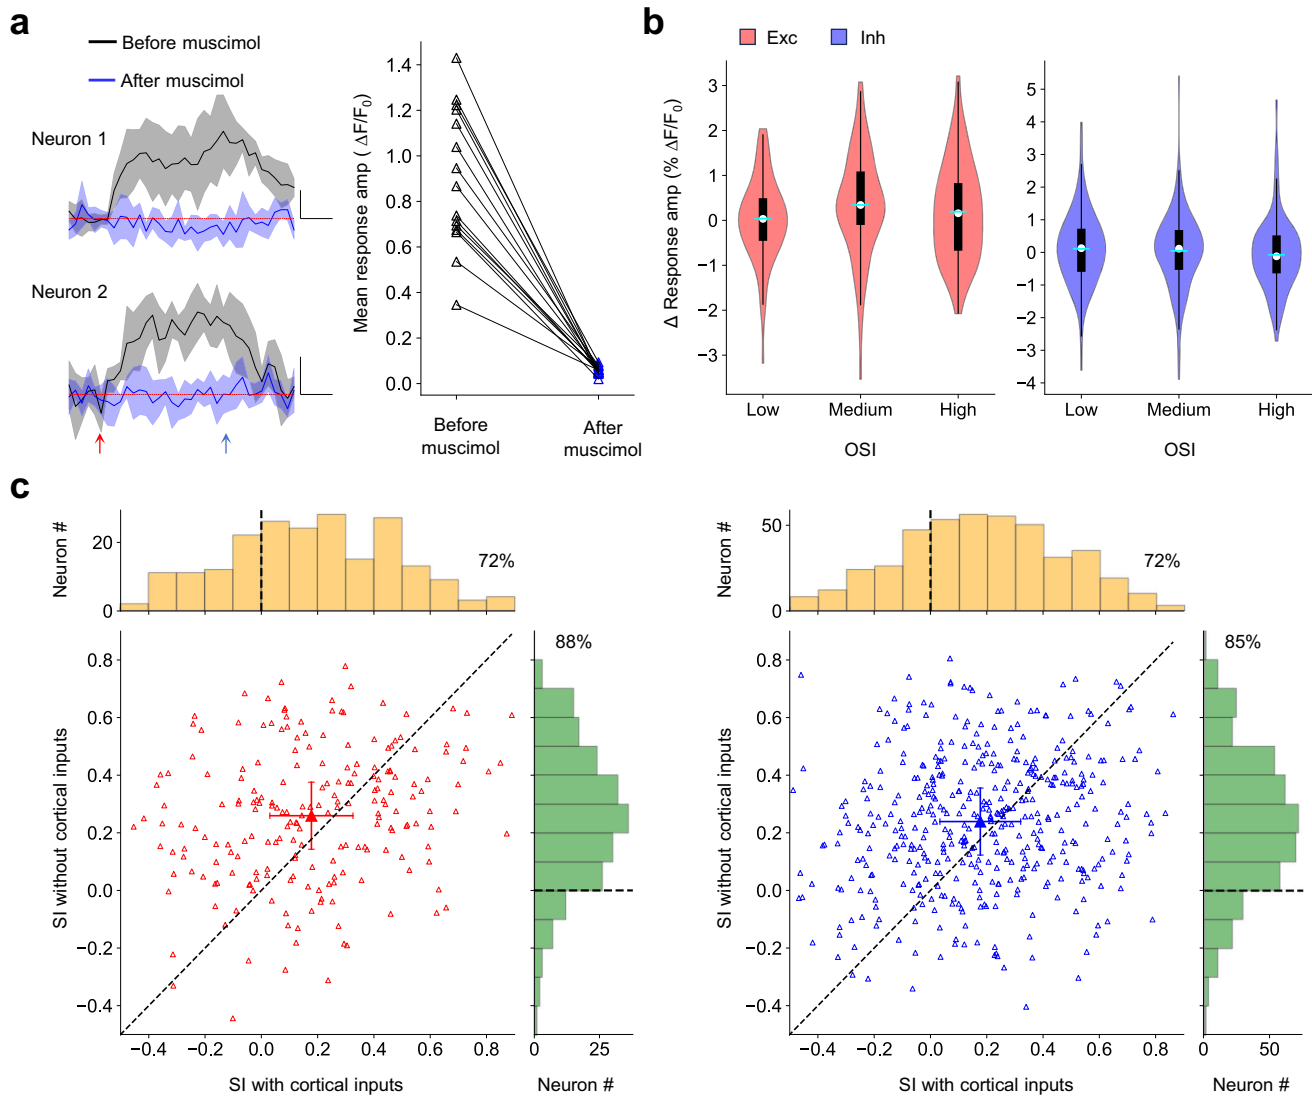 a
Before muscimol
After muscimol
Neuron 1
Neuron 2
Mean response amp ( ΔF/F0)
1.4
1.2
1.0
0.8
0.6
0.4
0.2
0.0
Before
muscimol
After
muscimol
b
Exc
Inh
Δ Response amp (% ΔF/F0)
3
2
1
0
−1
−2
−3
Low
Medium
High
OSI
5
4
3
2
1
0
−1
−2
−3
−4
Low
Medium
High
OSI
c
Neuron #
20
0
72%
SI without cortical inputs
0.8
0.6
0.4
0.2
0.0
−0.2
−0.4
−0.4
−0.2
0.0
0.2
0.4
0.6
0.8
SI with cortical inputs
88%
0
25
Neuron #
Neuron #
50
0
72%
SI without cortical inputs
0.8
0.6
0.4
0.2
0.0
−0.2
−0.4
−0.4
−0.2
0.0
0.2
0.4
0.6
0.8
SI with cortical inputs
85%
0
50
Neuron #